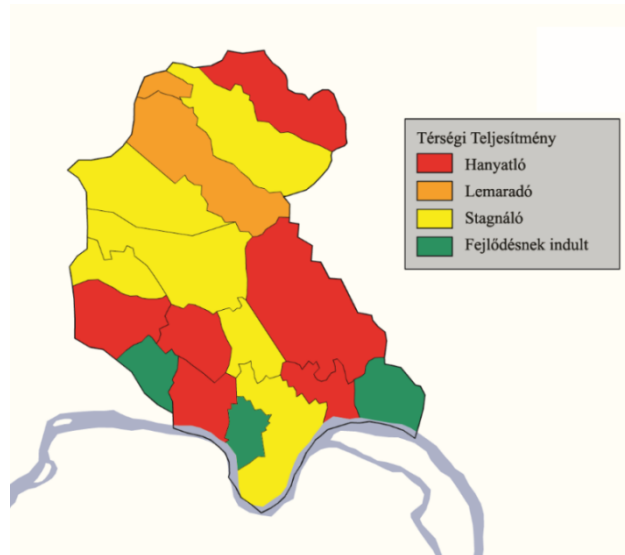 Térségi Teljesítmény
Hanyatló
Lemaradó
Stagnáló
Fejlődésnek indult